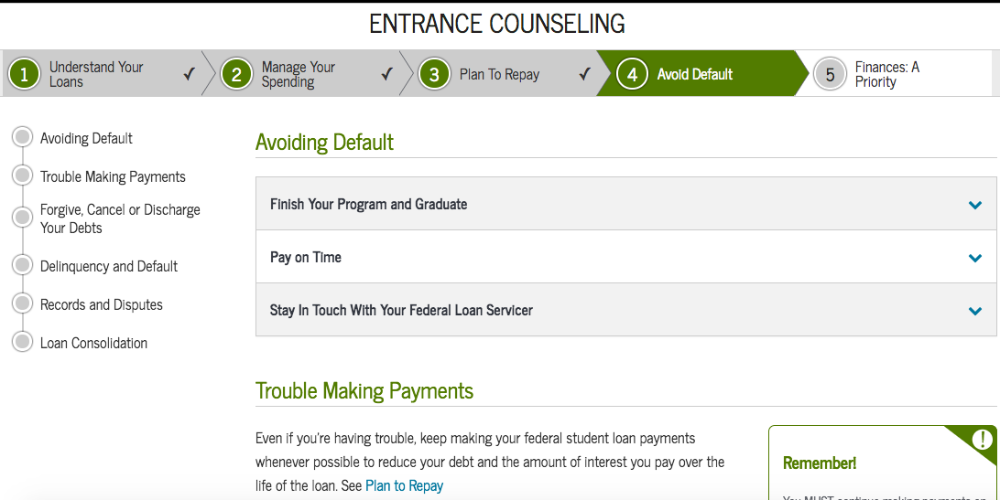 ENTRANCE COUNSELING
1
Understand Your
Loans
2
Manage Your
Spending
3
Plan To Repay
4
Avoid Default
5
Finances: A
Priority
Avoiding Default
Trouble Making Payments
Forgive, Cancel or Discharge
Your Debts
Delinquency and Default
Records and Disputes
Loan Consolidation
Avoiding Default
Finish Your Program and Graduate
Pay on Time
Stay In Touch With Your Federal Loan Servicer
Trouble Making Payments
Even if you're having trouble, keep making your federal student loan payments
whenever possible to reduce your debt and the amount of interest you pay over the
life of the loan. See Plan to Repay
Remember!
You MUST continue making payments on